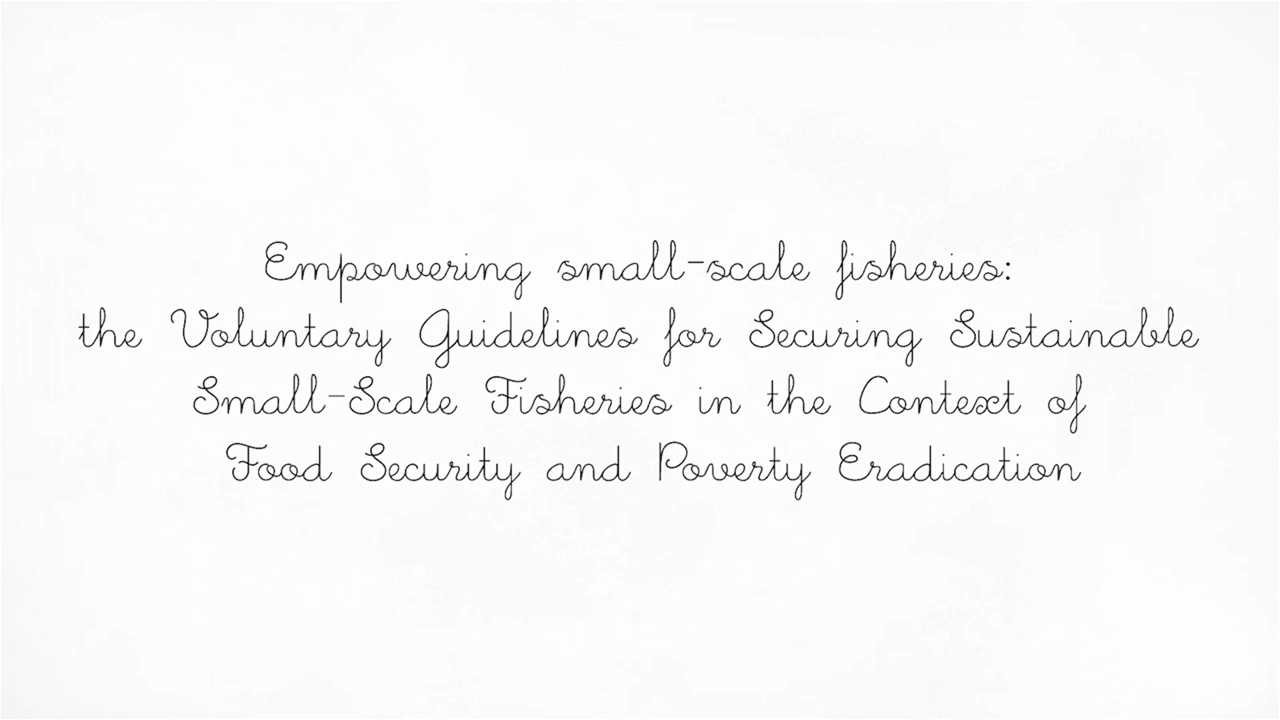 Empowering small-scale fisheries:
the Voluntary Guidelines for Securing Sustainable
Small-Scale Fisheries in the Context of
Food Security and Poverty Eradication